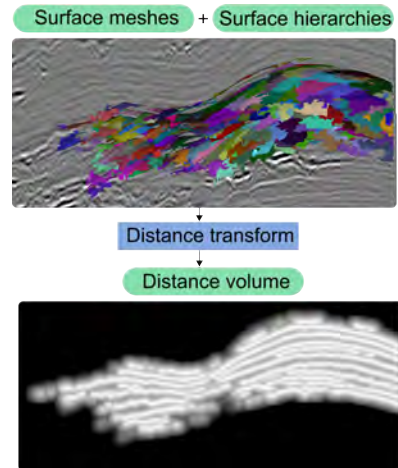 Surface meshes + Surface hierarchies
Distance transform
Distance volume